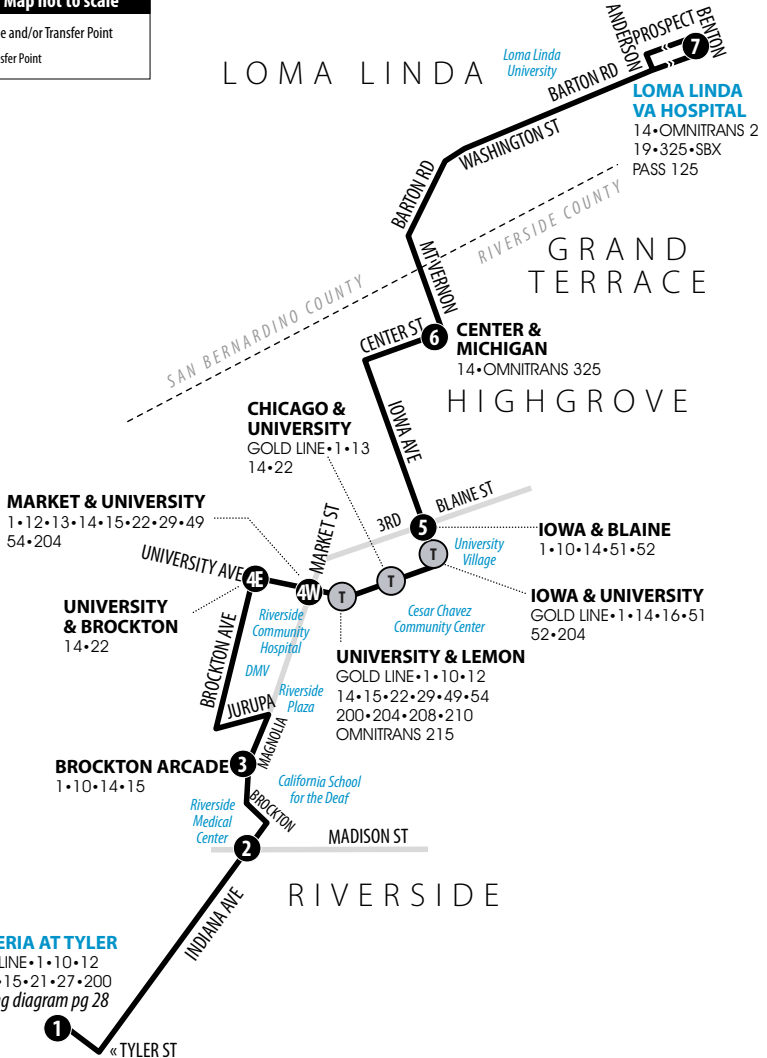 Map not to scale
e and/or Transfer Point
sfer Point
LOMA LINDA
Loma Linda
University
ANDERSON
PROSPECT
BENTON
7
BARTON RD
LOMA LINDA
VA HOSPITAL
14•OMNITRANS 2
19•325•SBX
PASS 125
WASHINGTON ST
BARTON RD
RIVERSIDE COUNTY
SAN BERNARDINO COUNTY
GRAND
TERRACE
MT VERNON
CENTER ST
6
CENTER &
MICHIGAN
14•OMNITRANS 325
HIGHGROVE
IOWA AVE
CHICAGO &
UNIVERSITY
GOLD LINE•1•13
14•22
MARKET & UNIVERSITY
1•12•13•14•15•22•29•49
54•204
MARKET ST
3RD
BLAINE ST
5
IOWA & BLAINE
1•10•14•51•52
University
Village
T
T
T
UNIVERSITY AVE
4E
4W
IOWA & UNIVERSITY
GOLD LINE•1•14•16•51
52•204
UNIVERSITY
& BROCKTON
14•22
Riverside
Community
Hospital
Cesar Chavez
Community Center
BROCKTON AVE
DMV
UNIVERSITY & LEMON
GOLD LINE•1•10•12
14•15•22•29•49•54
200•204•208•210
OMNITRANS 215
JURUPA
Riverside
Plaza
MAGNOLIA
BROCKTON ARCADE
1•10•14•15
3
California School
for the Deaf
BROCKTON
Riverside
Medical
Center
2
MADISON ST
RIVERSIDE
INDIANA AVE
ERIA AT TYLER
LINE•1•10•12
•15•21•27•200
g diagram pg 28
1
« TYLER ST